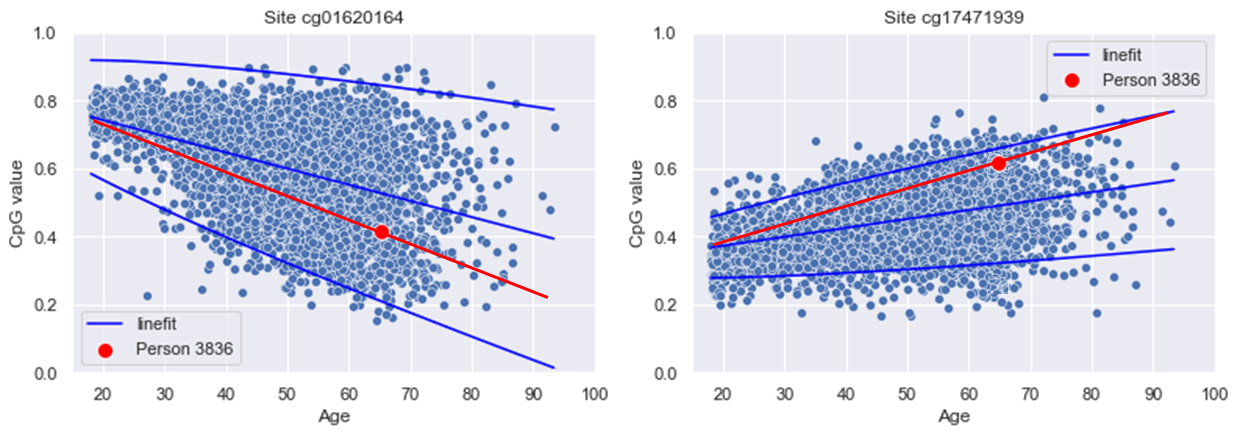 Site cg01620164
CpG value
1.0
0.8
0.6
0.4
0.2
0.0
linefit
Person 3836
20 30 40 50 60 70 80 90 100
Age
Site cg17471939
CpG value
1.0
0.8
0.6
0.4
0.2
0.0
linefit
Person 3836
20 30 40 50 60 70 80 90 100
Age